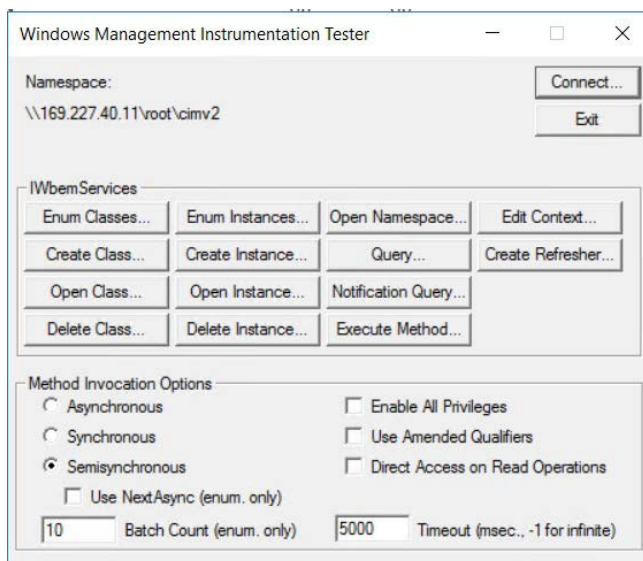 Windows Management Instrumentation Tester
Namespace:
Connect...
\\169.227.40.11\root\cimv2
Exit
IWbemServices
Enum Classes... Enum Instances... Open Namespace... Edit Context...
Create Class... Create Instance... Query... Create Refresher...
Open Class... Open Instance... Notification Query...
Delete Class... Delete Instance... Execute Method...
Method Invocation Options
Asynchronous Enable All Privileges
Synchronous Use Amended Qualifiers
Semisynchronous Direct Access on Read Operations
Use NextAsync (enum. only)
10 Batch Count (enum. only) 5000 Timeout (msec., -1 for infinite)